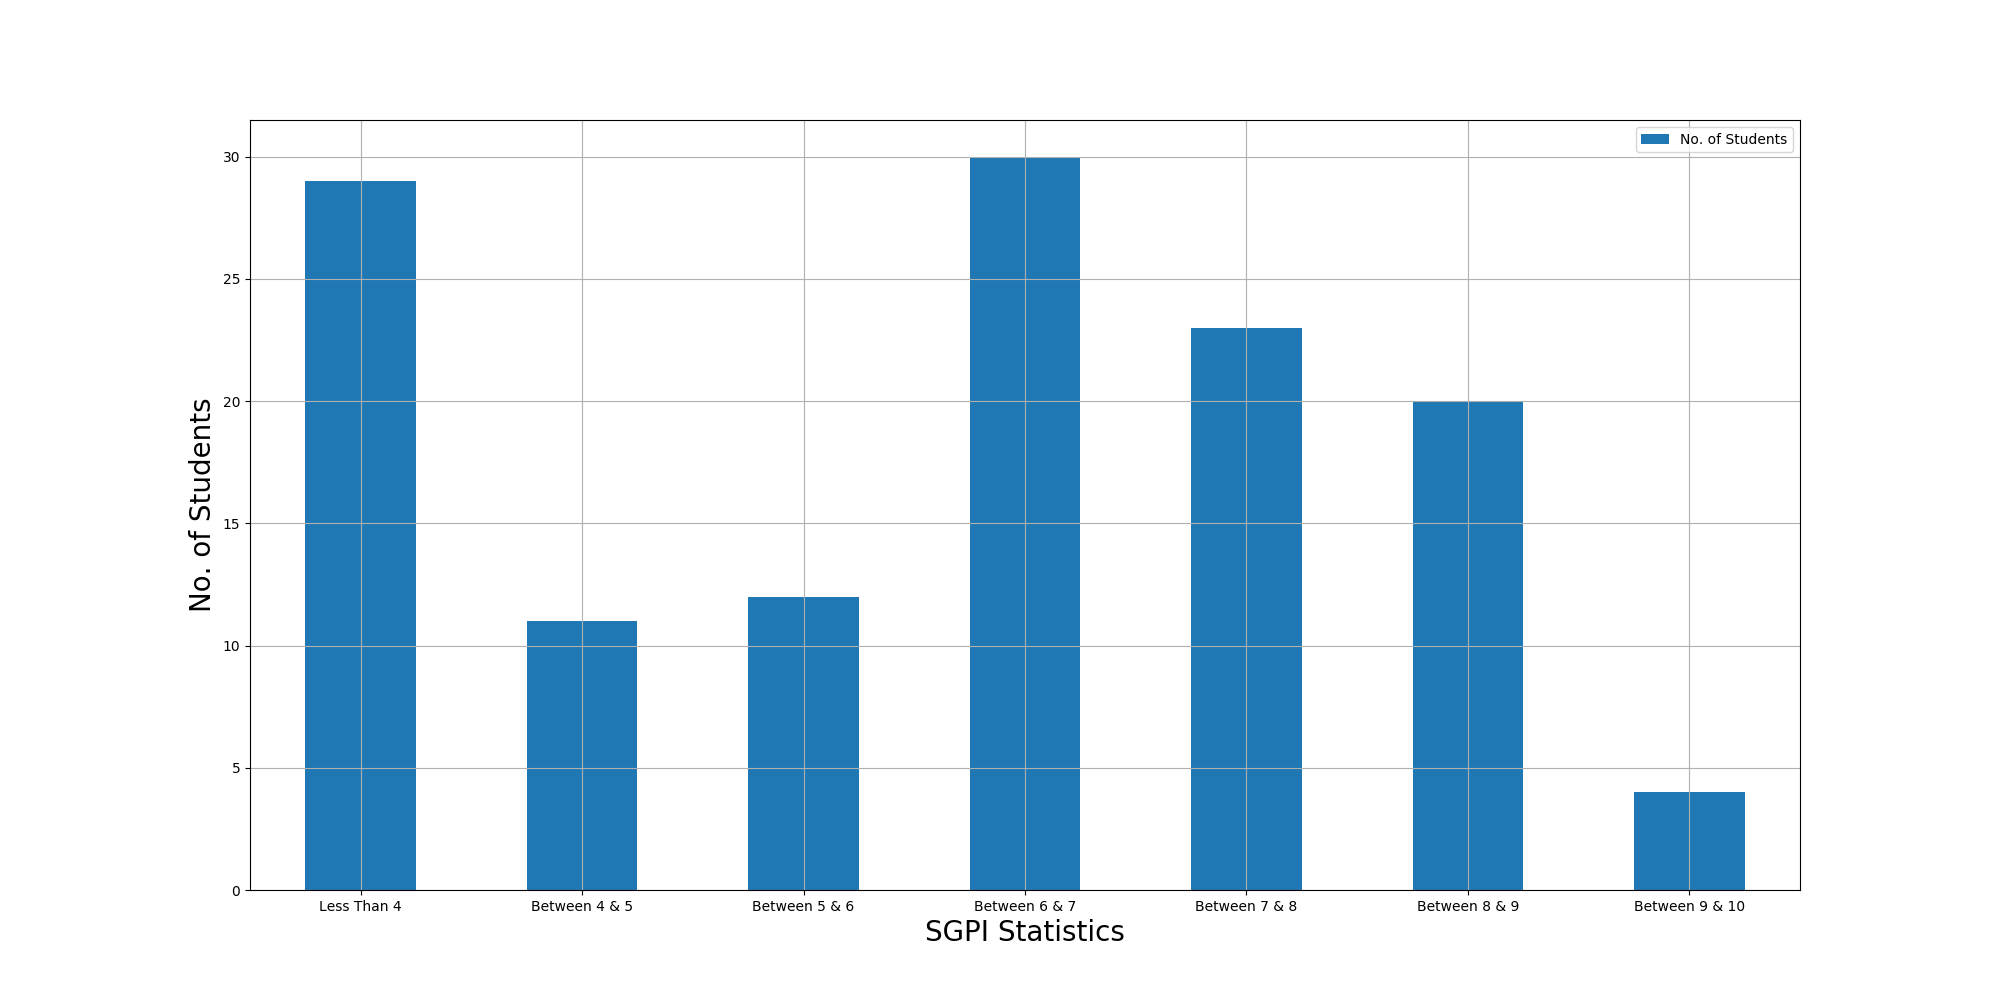 No. of Students
30
25
20
15
10
5
0
No. of Students
Less Than 4
Between 4 & 5
Between 5 & 6
Between 6 & 7
Between 7 & 8
Between 8 & 9
Between 9 & 10
SGPI Statistics